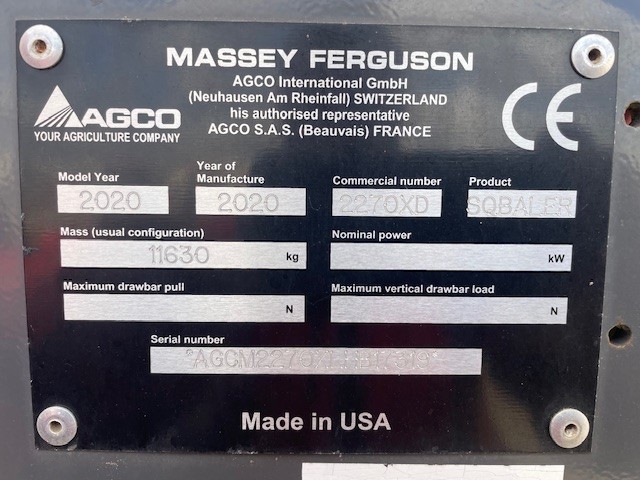 MASSEY FERGUSON
AGCO International GmbH
(Neuhausen Am Rheinfall) SWITZERLAND
his authorised representative
AGCO S.A.S. (Beauvais) FRANCE
CE
AGCO
YOUR AGRICULTURE COMPANY
Model Year
2020
Year of
Manufacture
2020
Commercial number
2270XD
Product
SQBALER
Mass (usual configuration)
11630 kg
Nominal power
kW
Maximum drawbar pull
N
Maximum vertical drawbar load
N
Serial number
Made in USA